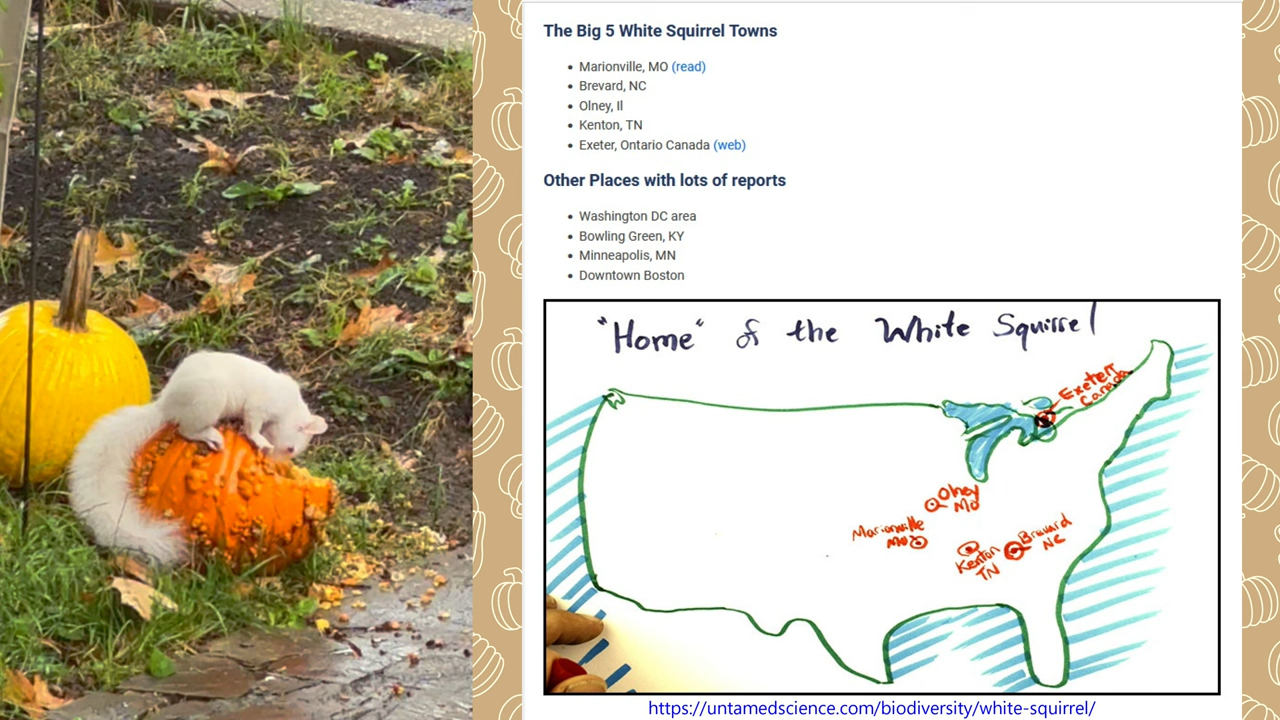 The Big 5 White Squirrel Towns
Marionville, MO (read)
Brevard, NC
Olney, Il
Kenton, TN
Exeter, Ontario Canada (web)
Other Places with lots of reports
Washington DC area
Bowling Green, KY
Minneapolis, MN
Downtown Boston
"Home" of the White Squirrel
Exeter
Canada
Olney
Mo
Marionville
Mo
Kenton
TN
Bravard
NC
https://untamedscience.com/biodiversity/white-squirrel/